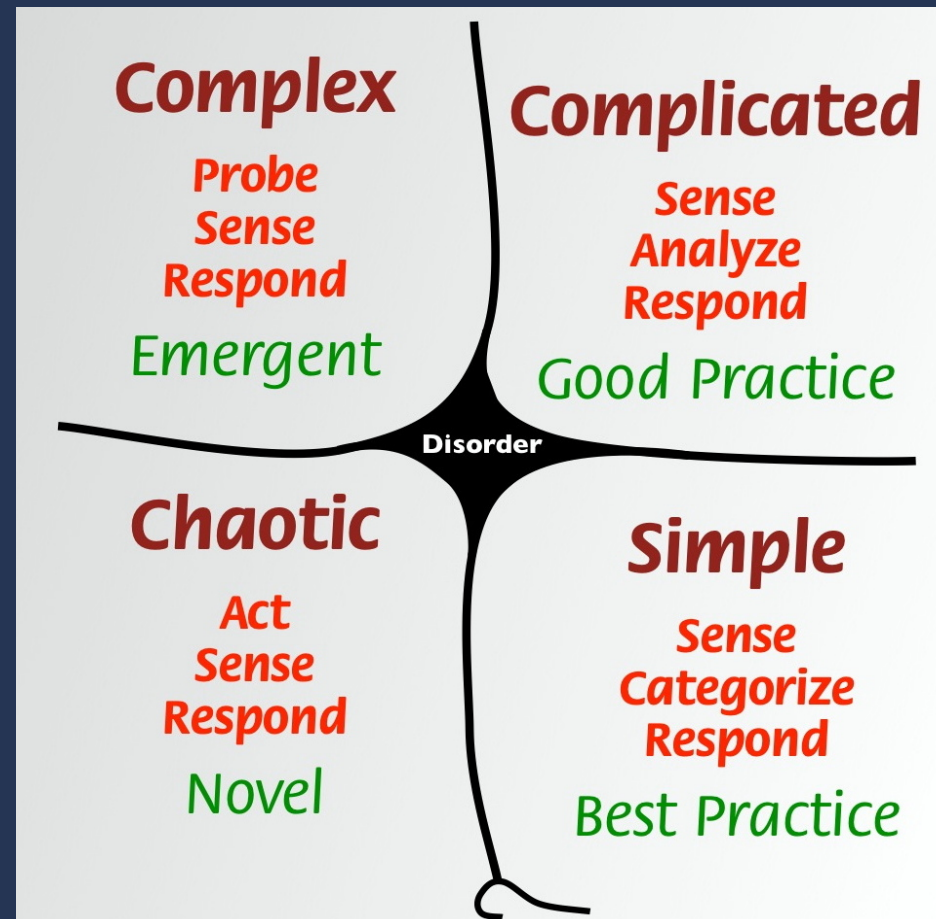 Complex
Probe
Sense
Respond
Emergent
Complicated
Sense
Analyze
Respond
Good Practice
Disorder
Chaotic
Act
Sense
Respond
Novel
Simple
Sense
Categorize
Respond
Best Practice